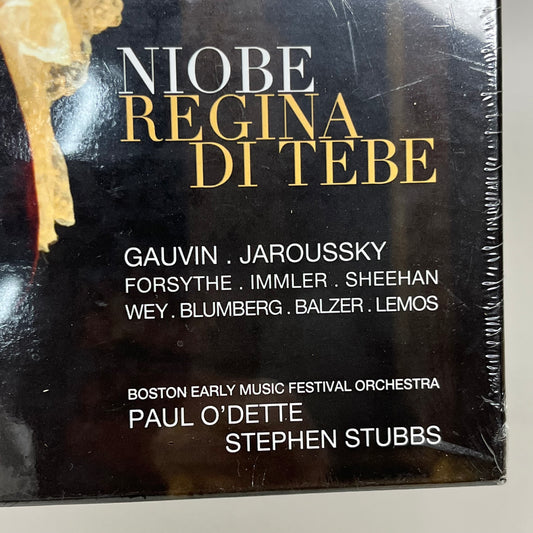 NIOBE
REGINA
DI TEBE
GAUVIN . JAROUSSKY
FORSYTHE . IMMLER . SHEEHAN
WEY . BLUMBERG . BALZER . LEMOS
BOSTON EARLY MUSIC FESTIVAL ORCHESTRA
PAUL O'DETTE
STEPHEN STUBBS